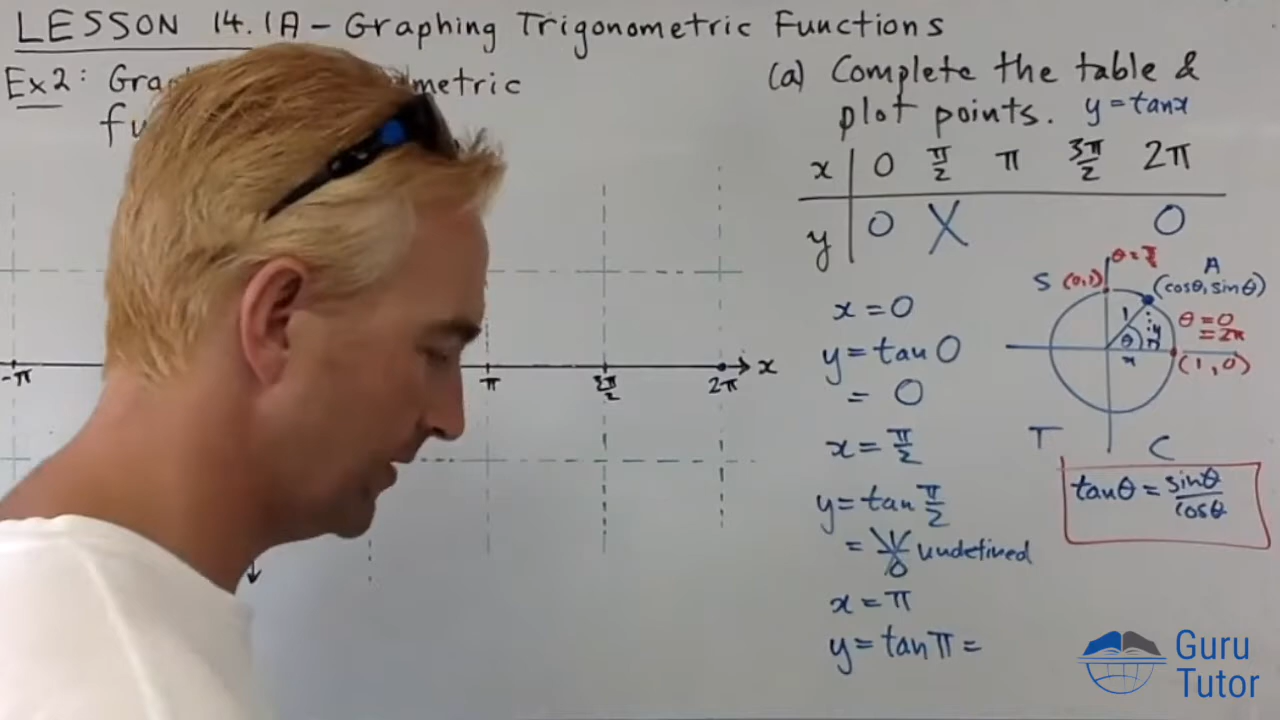 LESSON 14.1A - Graphing Trigonometric Functions
Ex2: metric
(a) Complete the table &
plot points. y = tanx
x | 0 π/2 π 3π/2 2π
y | 0 X 0
θ = π/2
S (0,1) A
(cosθ, sinθ)
1 y
θ
x
θ = 0
= 2π
(1, 0)
T C
tanθ = sinθ/cosθ
x = 0
y = tan 0
= 0
x = π/2
y = tan π/2
= 1/0 undefined
x = π
y = tan π =
-π π 3π/2 2π x
Guru
Tutor